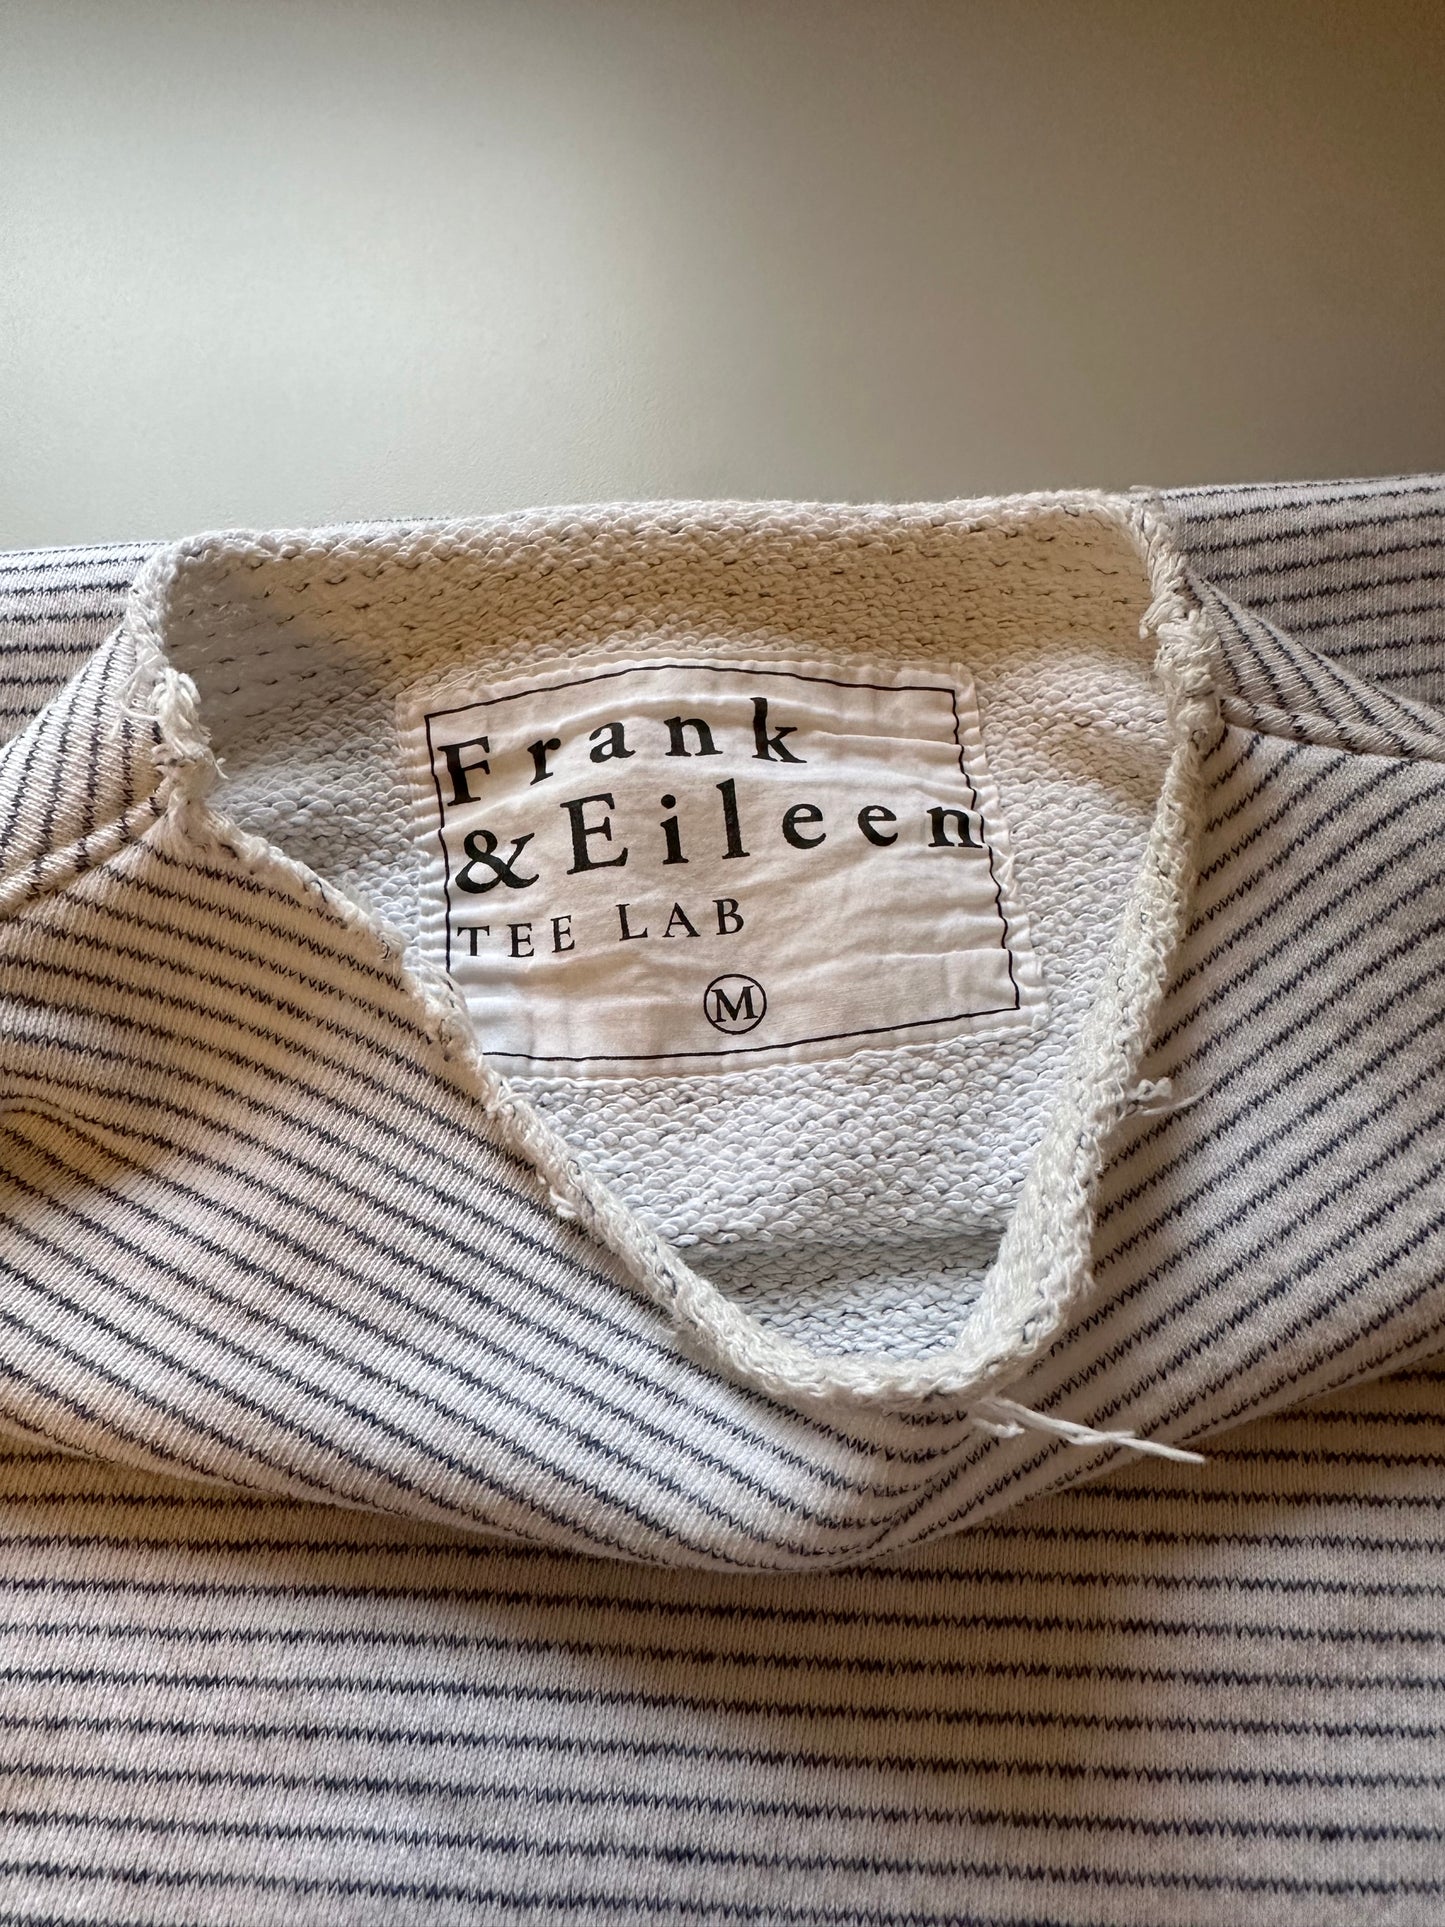 Frank
& Eileen
TEE LAB
M